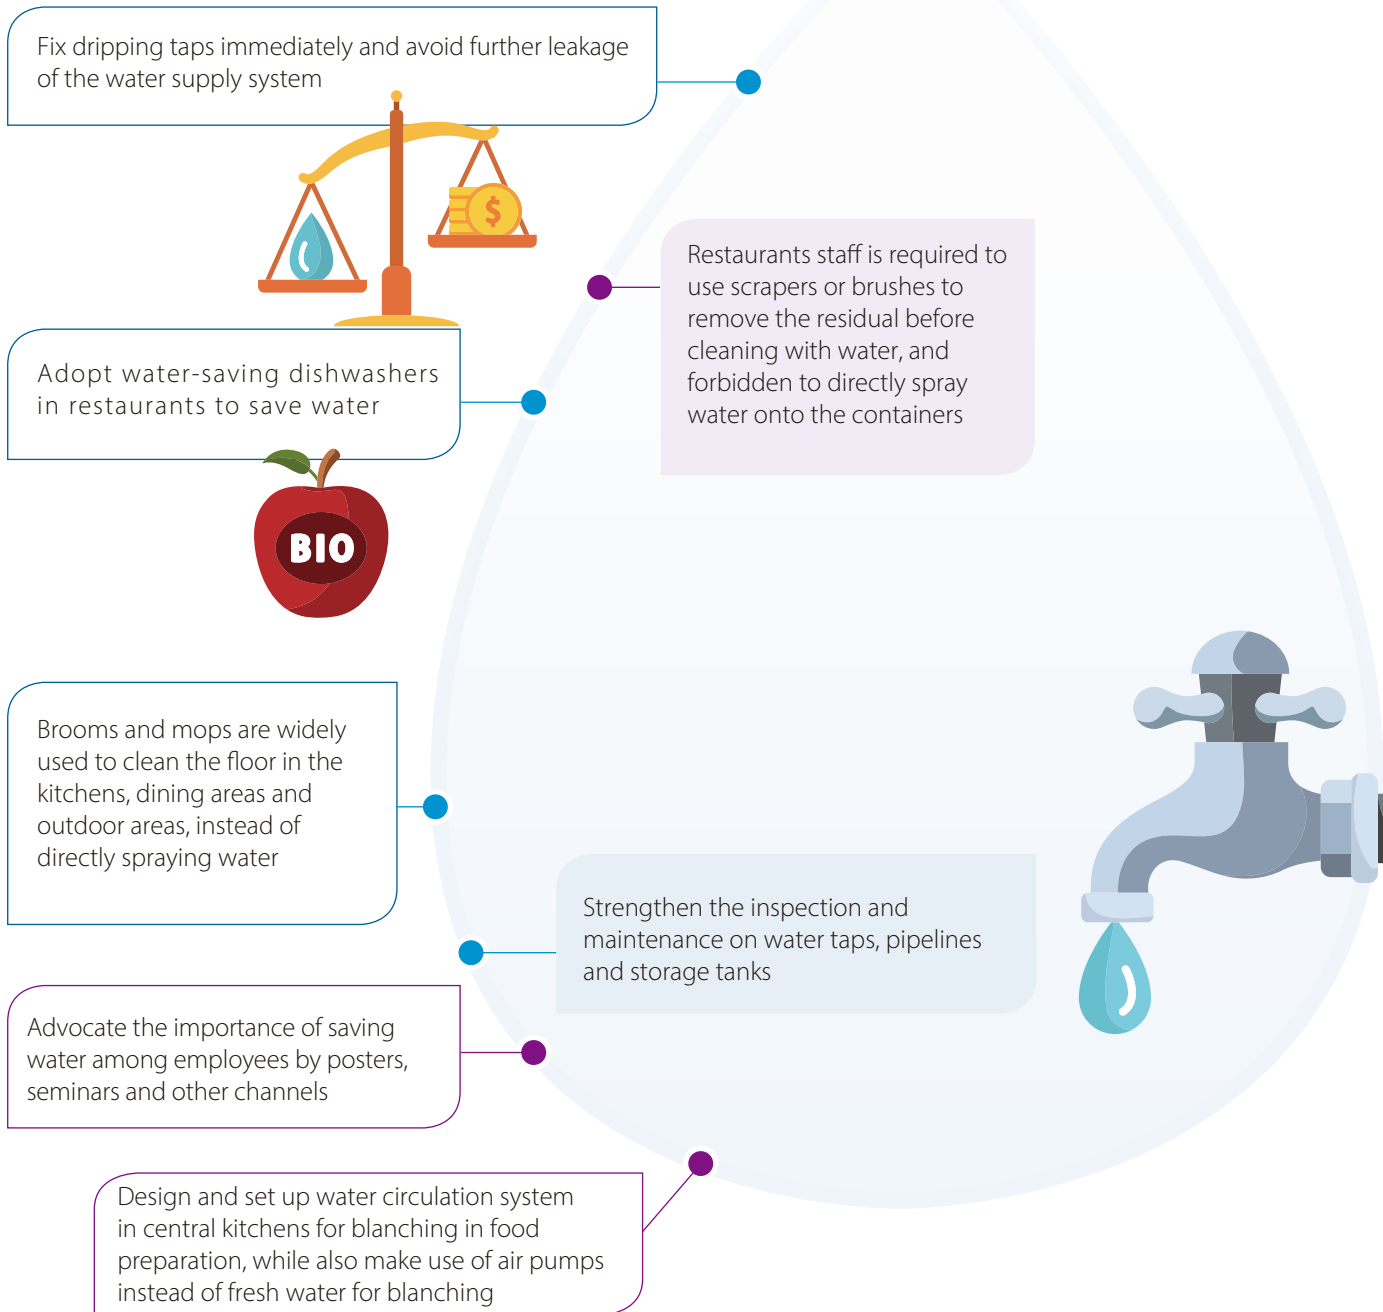 Fix dripping taps immediately and avoid further leakage
of the water supply system
$
Restaurants staff is required to
use scrapers or brushes to
remove the residual before
cleaning with water, and
forbidden to directly spray
water onto the containers
Adopt water-saving dishwashers
in restaurants to save water
BIO
Brooms and mops are widely
used to clean the floor in the
kitchens, dining areas and
outdoor areas, instead of
directly spraying water
Strengthen the inspection and
maintenance on water taps, pipelines
and storage tanks
Advocate the importance of saving
water among employees by posters,
seminars and other channels
Design and set up water circulation system
in central kitchens for blanching in food
preparation, while also make use of air pumps
instead of fresh water for blanching